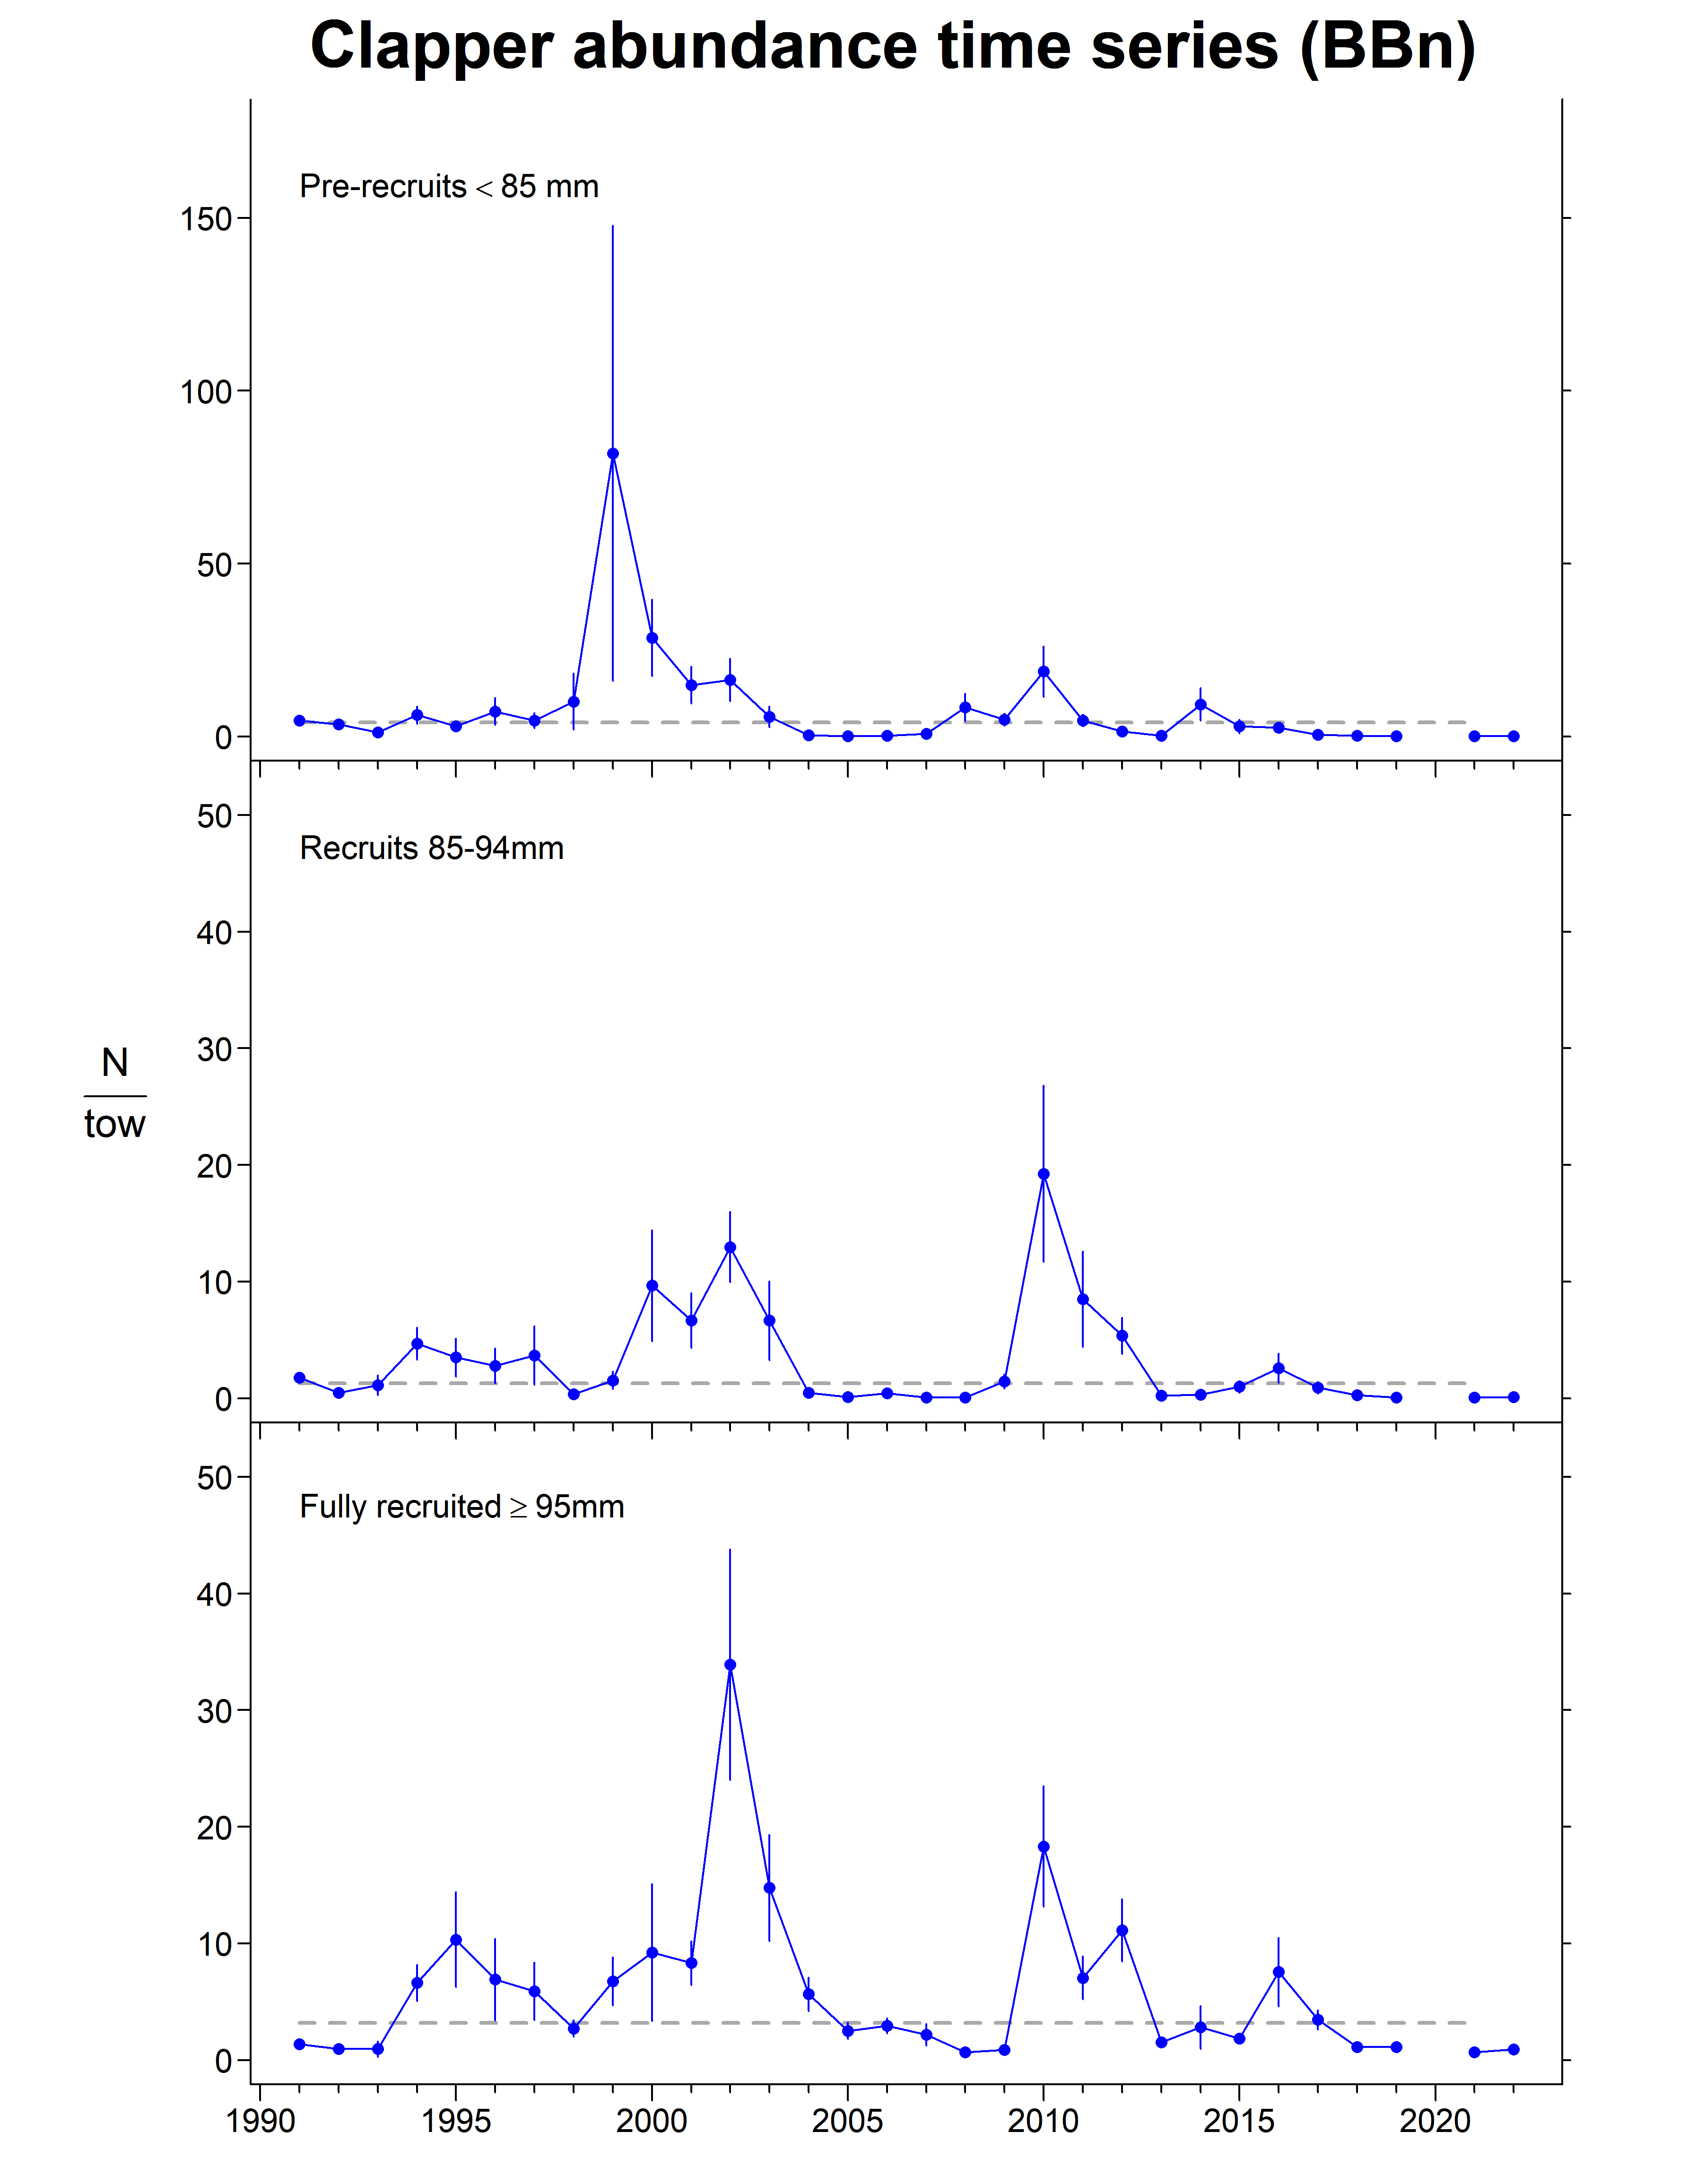 Clapper abundance time series (BBn)
Pre-recruits < 85 mm
150
100
50
0
Recruits 85-94mm
50
40
30
20
10
0
N
tow
Fully recruited ≥ 95mm
50
40
30
20
10
0
1990 1995 2000 2005 2010 2015 2020